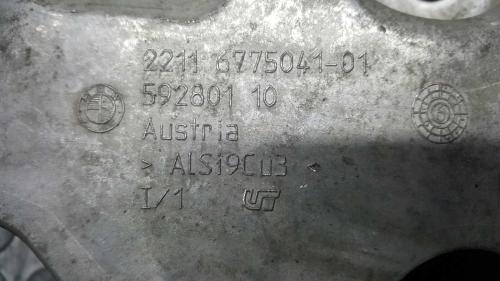 2211 6775041-01
592801 10
Austria
> ALSi9Cu3 <
I/1